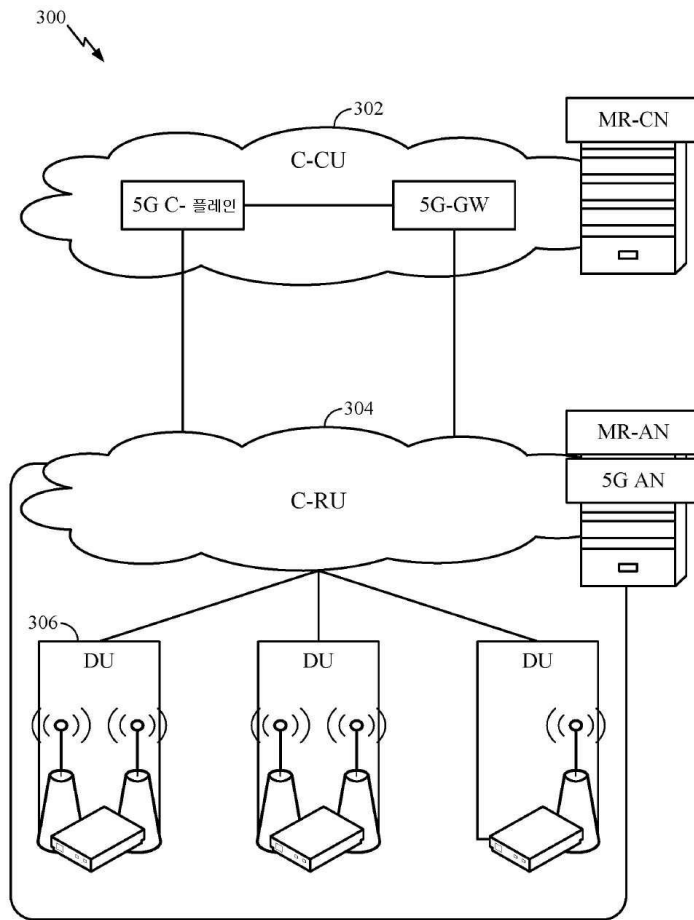 300
302
MR-CN
C-CU
5G C- 플레인
5G-GW
304
MR-AN
5G AN
C-RU
306
DU
DU
DU